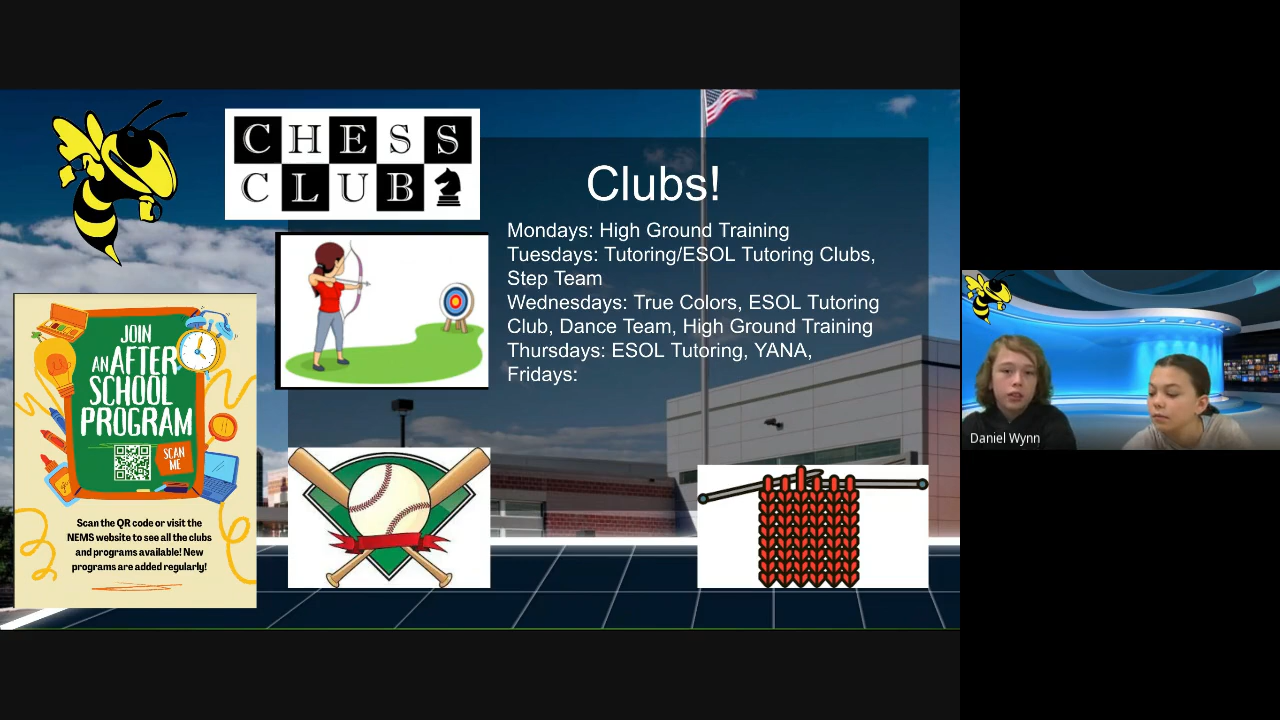 CHESS
CLUB
Clubs!
Mondays: High Ground Training
Tuesdays: Tutoring/ESOL Tutoring Clubs,
Step Team
Wednesdays: True Colors, ESOL Tutoring
Club, Dance Team, High Ground Training
Thursdays: ESOL Tutoring, YANA,
Fridays:
JOIN
AN AFTER
SCHOOL
PROGRAM
SCAN
ME
Scan the QR code or visit the
NEMS website to see all the clubs
and programs available! New
programs are added regularly!
Daniel Wynn